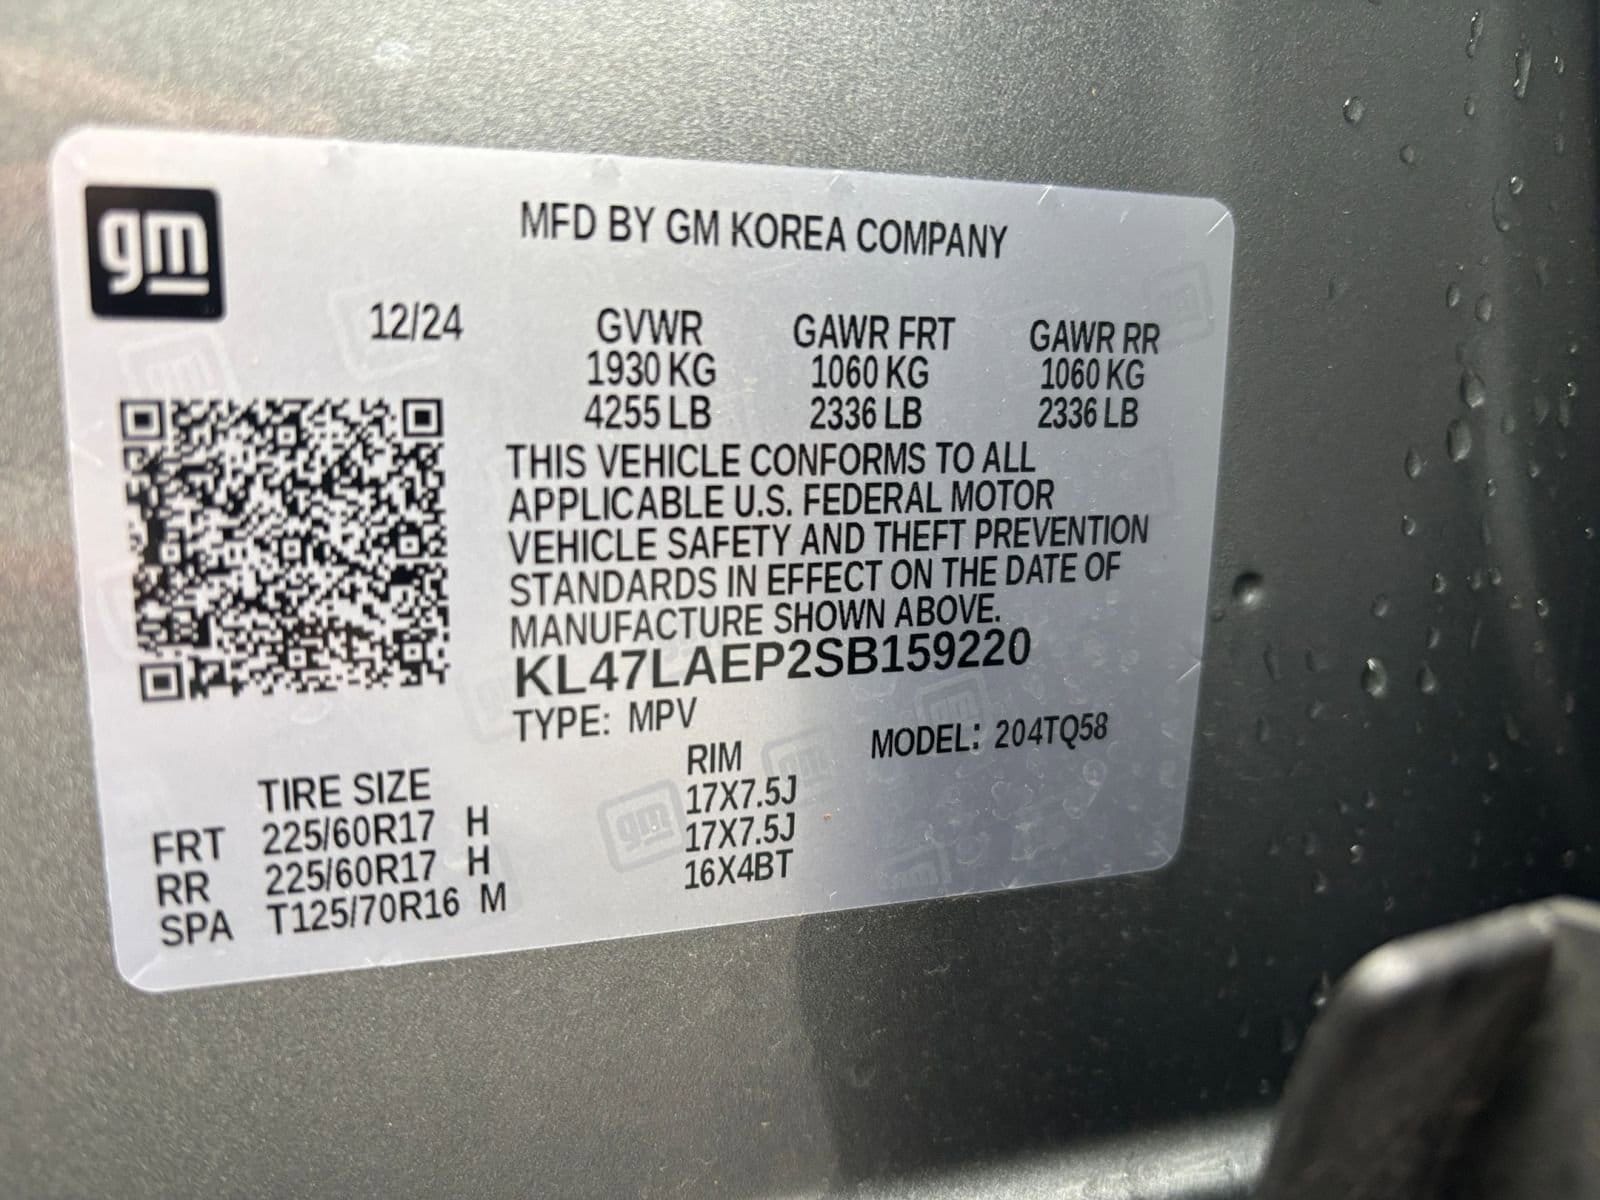 gm
MFD BY GM KOREA COMPANY
12/24 GVWR GAWR FRT GAWR RR
1930 KG 1060 KG 1060 KG
4255 LB 2336 LB 2336 LB
THIS VEHICLE CONFORMS TO ALL
APPLICABLE U.S. FEDERAL MOTOR
VEHICLE SAFETY AND THEFT PREVENTION
STANDARDS IN EFFECT ON THE DATE OF
MANUFACTURE SHOWN ABOVE.
KL47LAEP2SB159220
TYPE: MPV MODEL: 204TQ58
TIRE SIZE RIM
FRT 225/60R17 H 17X7.5J
RR 225/60R17 H 17X7.5J
SPA T125/70R16 M 16X4BT